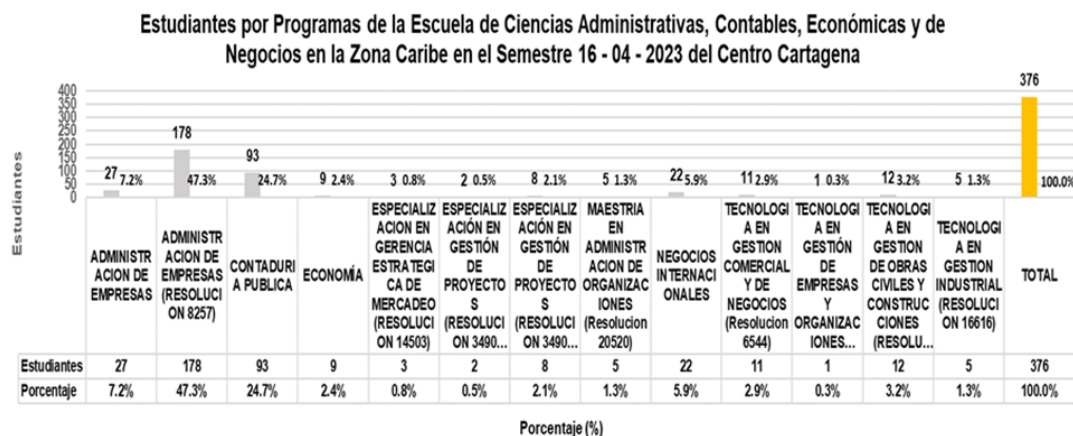 Estudiantes por Programas de la Escuela de Ciencias Administrativas, Contables, Económicas y de
Negocios en la Zona Caribe en el Semestre 16 - 04 - 2023 del Centro Cartagena
Estudiantes
400
350
300
250
200
150
100
50
0
27 7.2%
178 47.3%
93 24.7%
9 2.4%
3 0.8%
2 0.5%
8 2.1%
5 1.3%
22 5.9%
11 2.9%
1 0.3%
12 3.2%
5 1.3%
376 100.0%
ADMINISTR
ACION DE
EMPRESAS
ADMINISTR
ACION DE
EMPRESAS
(RESOLUCI
ON 8257)
CONTADURI
A PUBLICA
ECONOMÍA
ESPECIALIZ
ACION EN
GERENCIA
ESTRATEGI
CA DE
MERCADEO
(RESOLUCI
ON 14503)
ESPECIALIZ
ACIÓN EN
GESTIÓN
DE
PROYECTO
S
(RESOLUCI
ON 3490...
ESPECIALIZ
ACIÓN EN
GESTIÓN
DE
PROYECTO
S
(RESOLUCI
ON 3490...
MAESTRIA
EN
ADMINISTR
ACION DE
ORGANIZAC
IONES
(Resolucion
20520)
NEGOCIOS
INTERNACI
ONALES
TECNOLOGI
A EN
GESTION
COMERCIAL
Y DE
NEGOCIOS
(Resolucion
6544)
TECNOLOGI
A EN
GESTIÓN DE
EMPRESAS
Y
ORGANIZAC
IONES...
TECNOLOGI
A EN
GESTION
DE OBRAS
CIVILES Y
CONSTRUC
CIONES
(RESOLU...
TECNOLOGI
A EN
GESTION
INDUSTRIAL
(RESOLUCI
ON 16616)
TOTAL
Estudiantes 27 178 93 9 3 2 8 5 22 11 1 12 5 376
Porcentaje 7.2% 47.3% 24.7% 2.4% 0.8% 0.5% 2.1% 1.3% 5.9% 2.9% 0.3% 3.2% 1.3% 100.0%
Porcentaje (%)